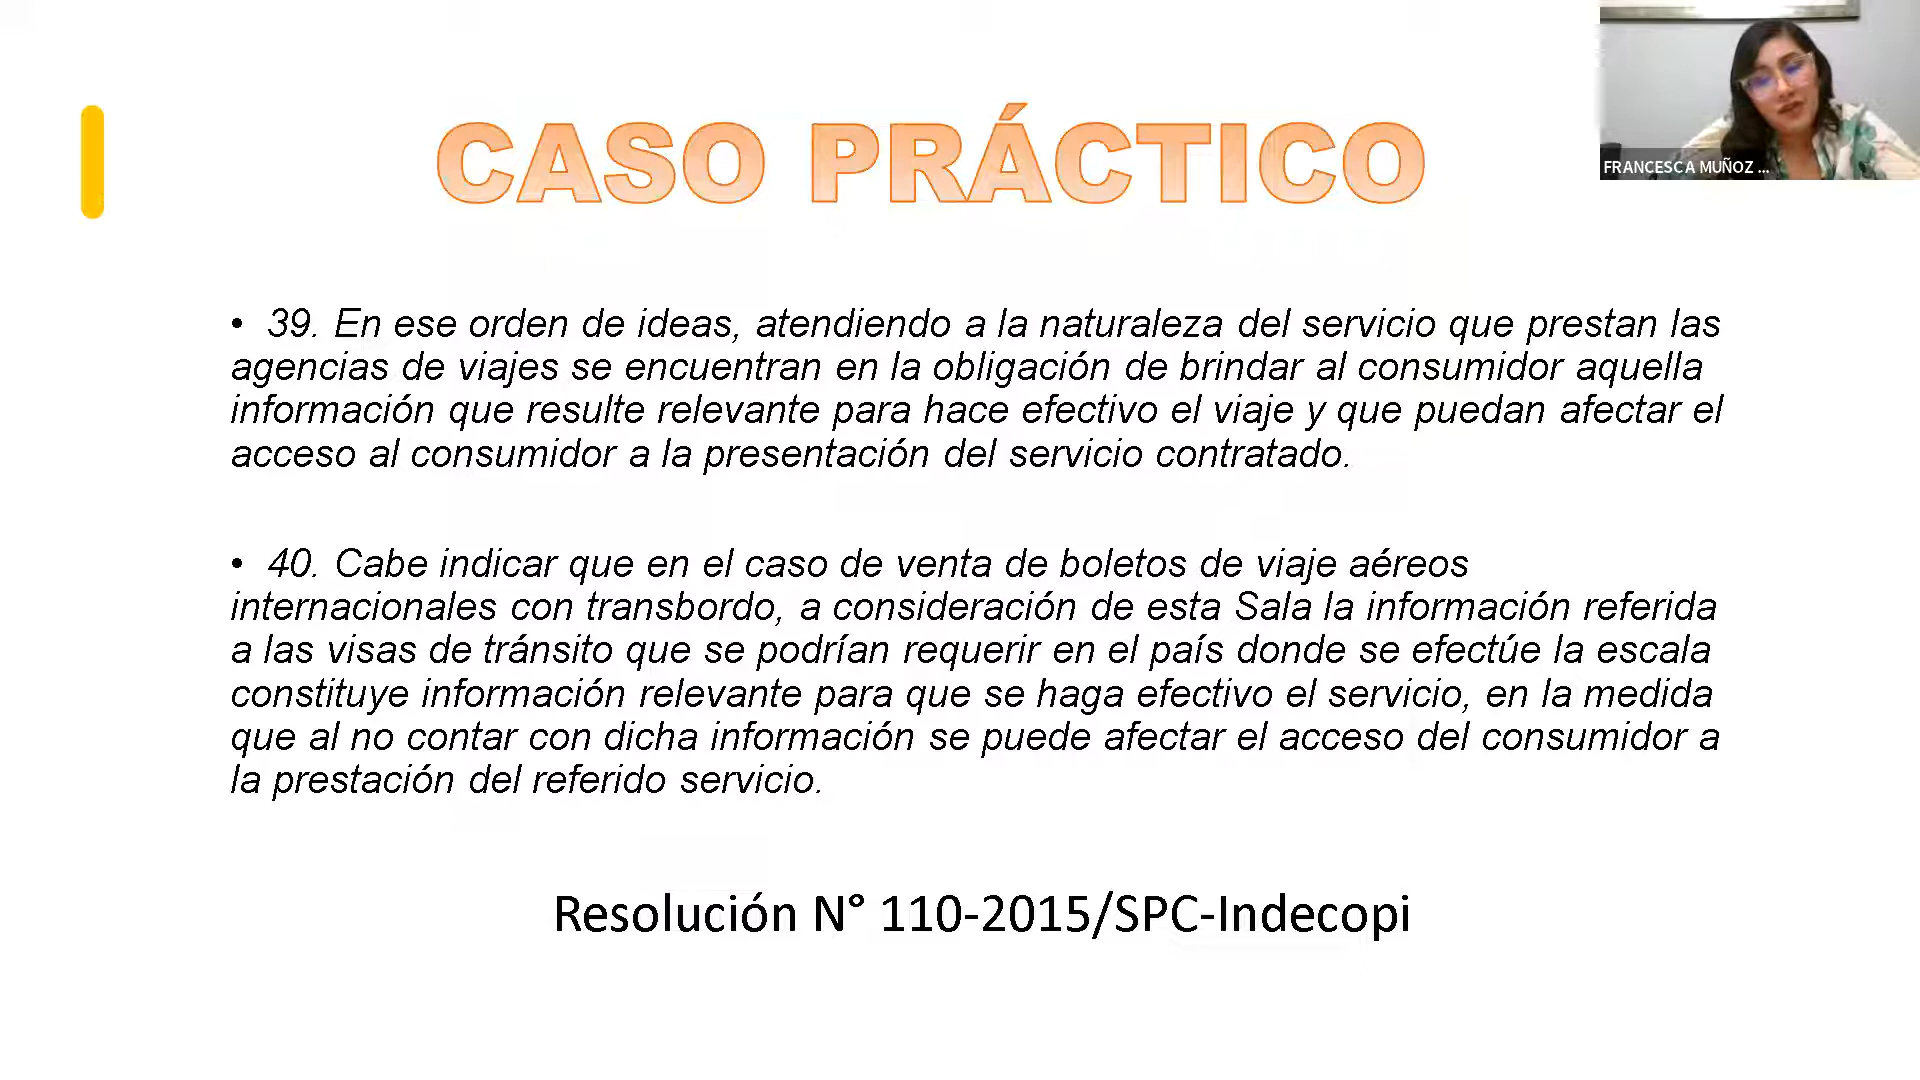 CASO PRÁCTICO
FRANCESCA MUÑOZ ...
• 39. En ese orden de ideas, atendiendo a la naturaleza del servicio que prestan las
agencias de viajes se encuentran en la obligación de brindar al consumidor aquella
información que resulte relevante para hace efectivo el viaje y que puedan afectar el
acceso al consumidor a la presentación del servicio contratado.
• 40. Cabe indicar que en el caso de venta de boletos de viaje aéreos
internacionales con transbordo, a consideración de esta Sala la información referida
a las visas de tránsito que se podrían requerir en el país donde se efectúe la escala
constituye información relevante para que se haga efectivo el servicio, en la medida
que al no contar con dicha información se puede afectar el acceso del consumidor a
la prestación del referido servicio.
Resolución N° 110-2015/SPC-Indecopi